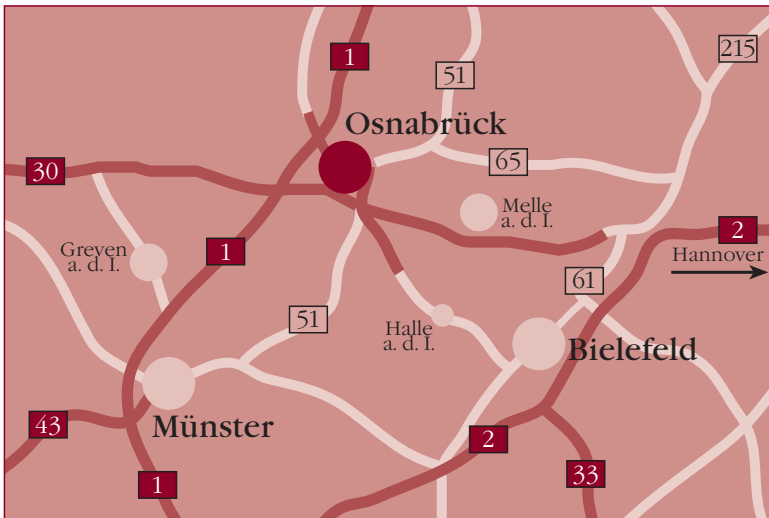 1
215
51
Osnabrück
65
30
Melle
a. d. I.
2
Greven
a. d. I.
1
Hannover
61
51
Halle
a. d. I.
Bielefeld
43
Münster
2
33
1